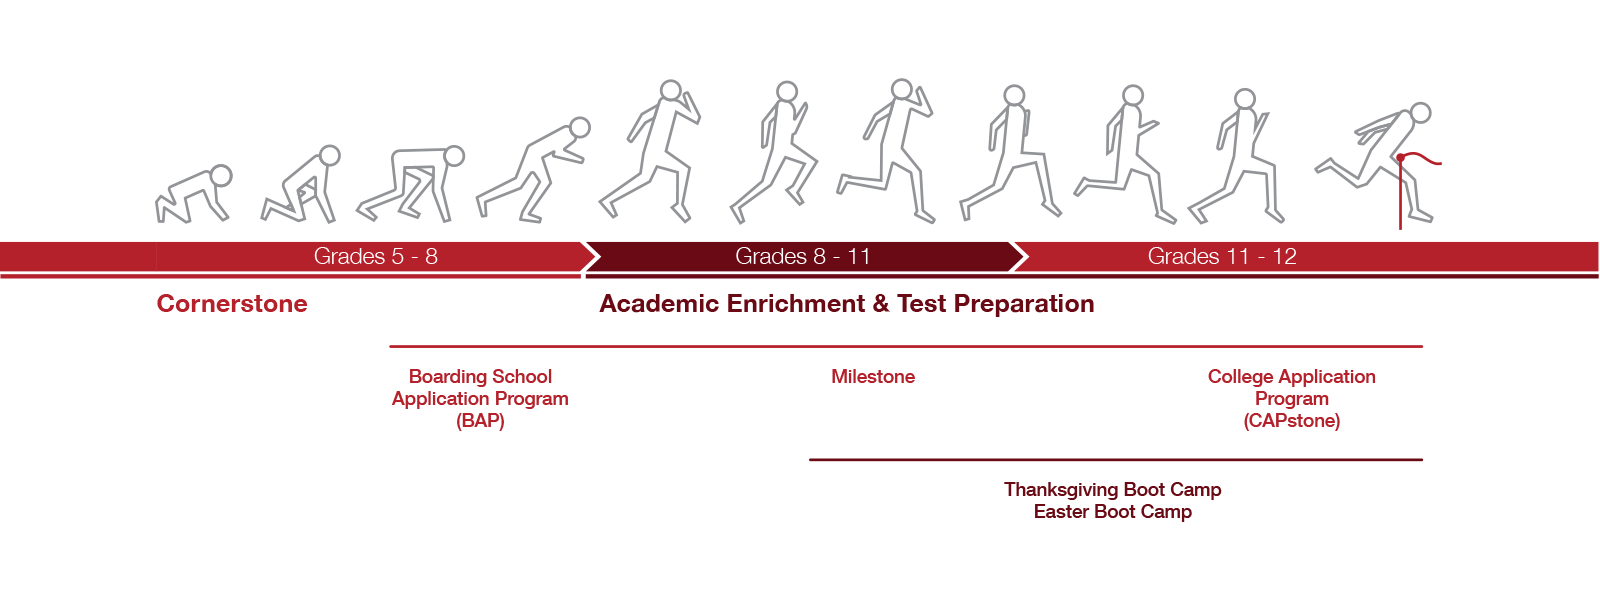 Grades 5 - 8
Grades 8 - 11
Grades 11 - 12
Cornerstone
Academic Enrichment & Test Preparation
Boarding School
Application Program
(BAP)
Milestone
College Application
Program
(CAPstone)
Thanksgiving Boot Camp
Easter Boot Camp